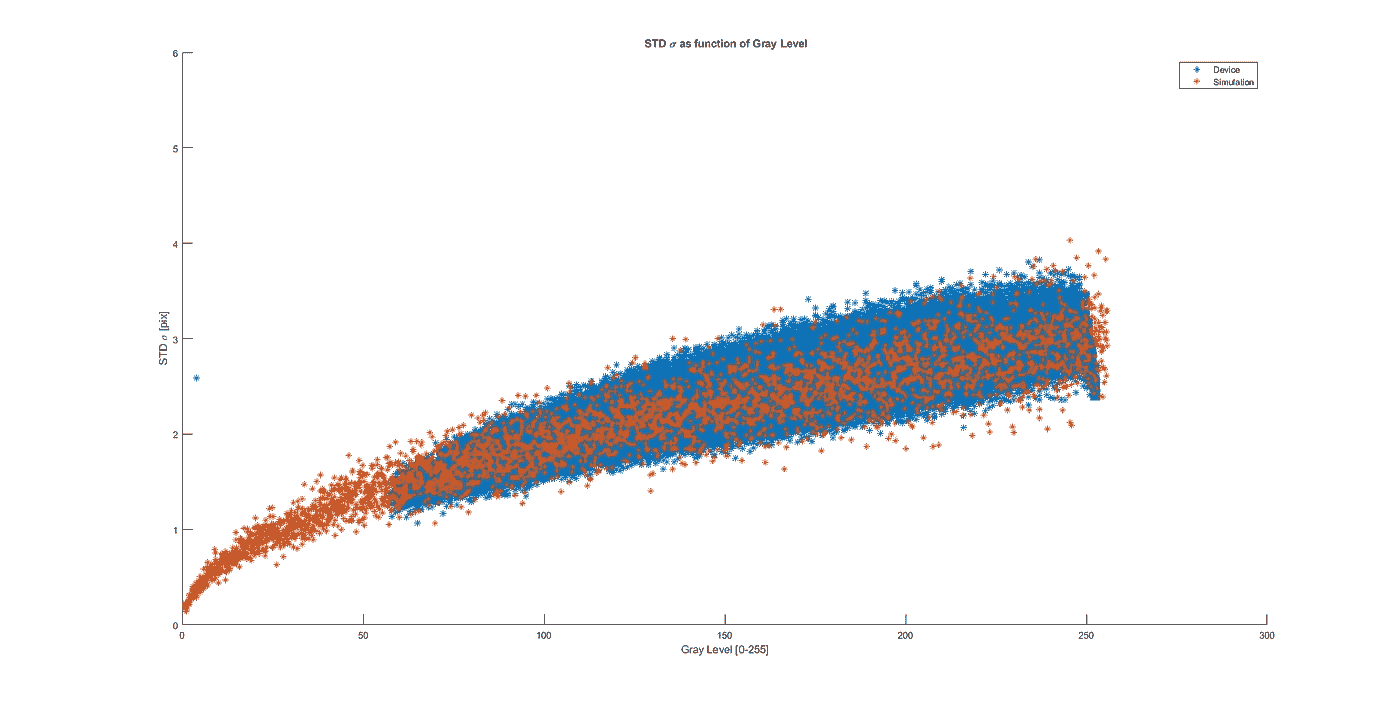 STD σ as function of Gray Level
Device
Simulation
6
5
4
3
2
1
0
STD σ [pix]
0 50 100 150 200 250 300
Gray Level [0-255]